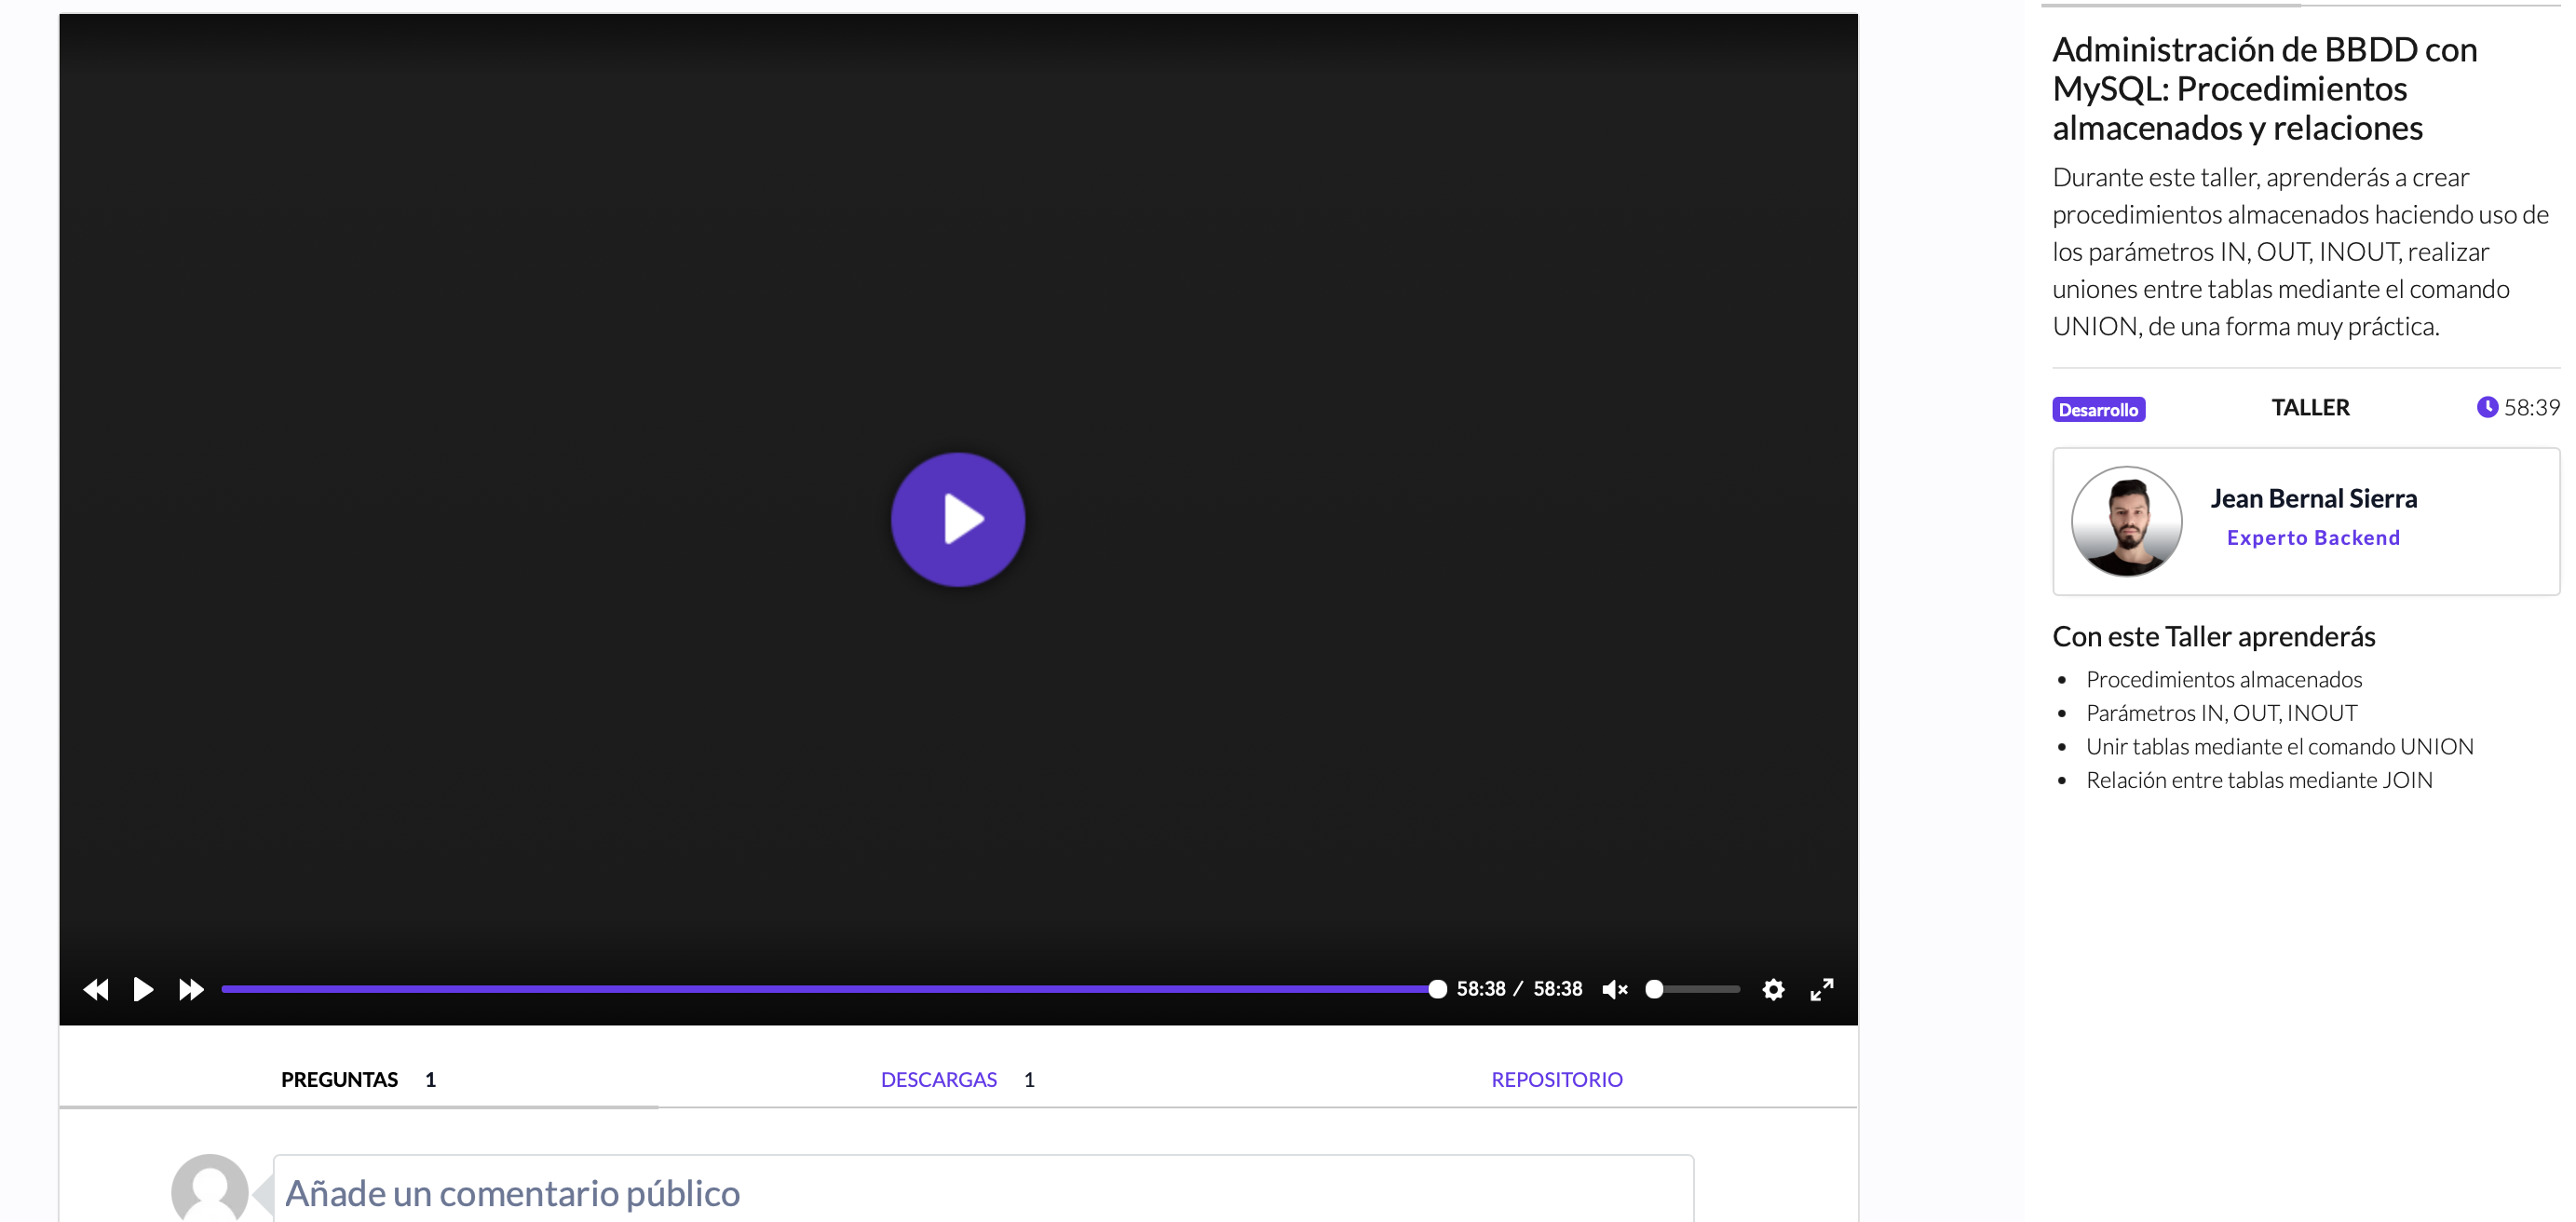 Administración de BBDD con
MySQL: Procedimientos
almacenados y relaciones
Durante este taller, aprenderás a crear
procedimientos almacenados haciendo uso de
los parámetros IN, OUT, INOUT, realizar
uniones entre tablas mediante el comando
UNION, de una forma muy práctica.
Desarrollo TALLER 58:39
Jean Bernal Sierra
Experto Backend
Con este Taller aprenderás
Procedimientos almacenados
Parámetros IN, OUT, INOUT
Unir tablas mediante el comando UNION
Relación entre tablas mediante JOIN
58:38 / 58:38
PREGUNTAS 1 DESCARGAS 1 REPOSITORIO
Añade un comentario público